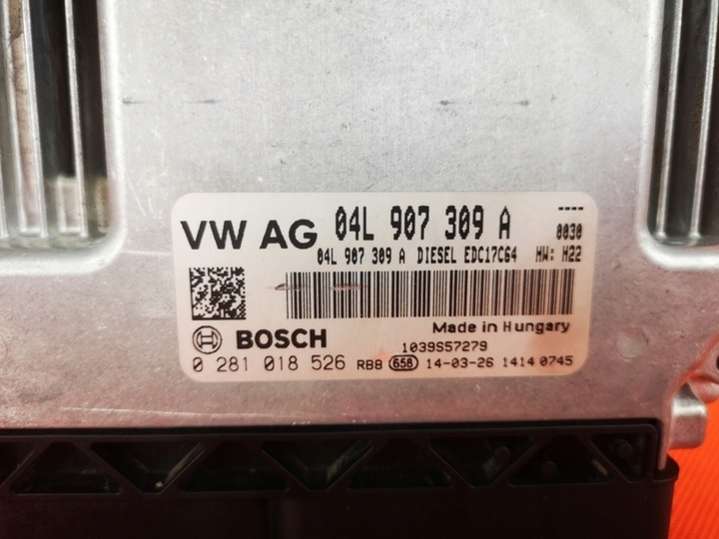 VW AG 04L 907 309 A ----
0030
04L 907 309 A DIESEL EDC17C64 HW: H22
Made in Hungary
BOSCH 1039S57279
0 281 018 526 RBB 658 14-03-26 1414 0745